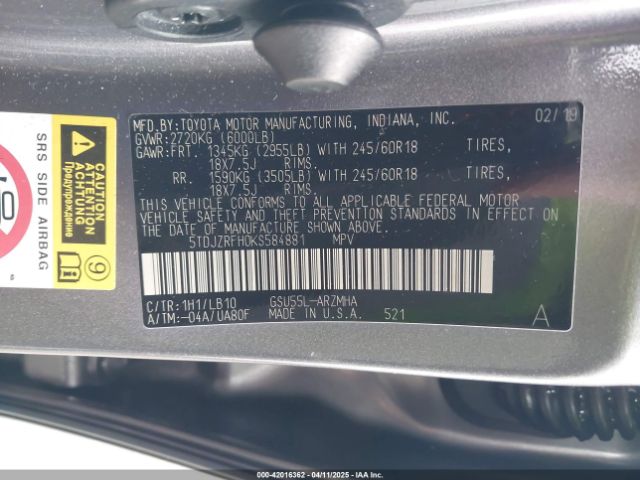 MFD.BY:TOYOTA MOTOR MANUFACTURING, INDIANA, INC. 02/19
GVWR:2720KG (6000LB)
GAWR:FRT. 1345KG (2955LB) WITH 245/60R18 TIRES,
18X7.5J RIMS.
RR. 1590KG (3505LB) WITH 245/60R18 TIRES,
18X7.5J RIMS.
THIS VEHICLE CONFORMS TO ALL APPLICABLE FEDERAL MOTOR
VEHICLE SAFETY AND THEFT PREVENTION STANDARDS IN EFFECT ON
THE DATE OF MANUFACTURE SHOWN ABOVE.
5TDJZRFH0KS584881 MPV
C/TR:1H1/LB10 GSU55L-ARZMHA
A/TM:-04A/UA80F MADE IN U.S.A. 521 A
SRS SIDE AIRBAG
CAUTION
ATTENTION
Предупреждение
9
000-42016362 - 04/11/2025 - IAAI.COM